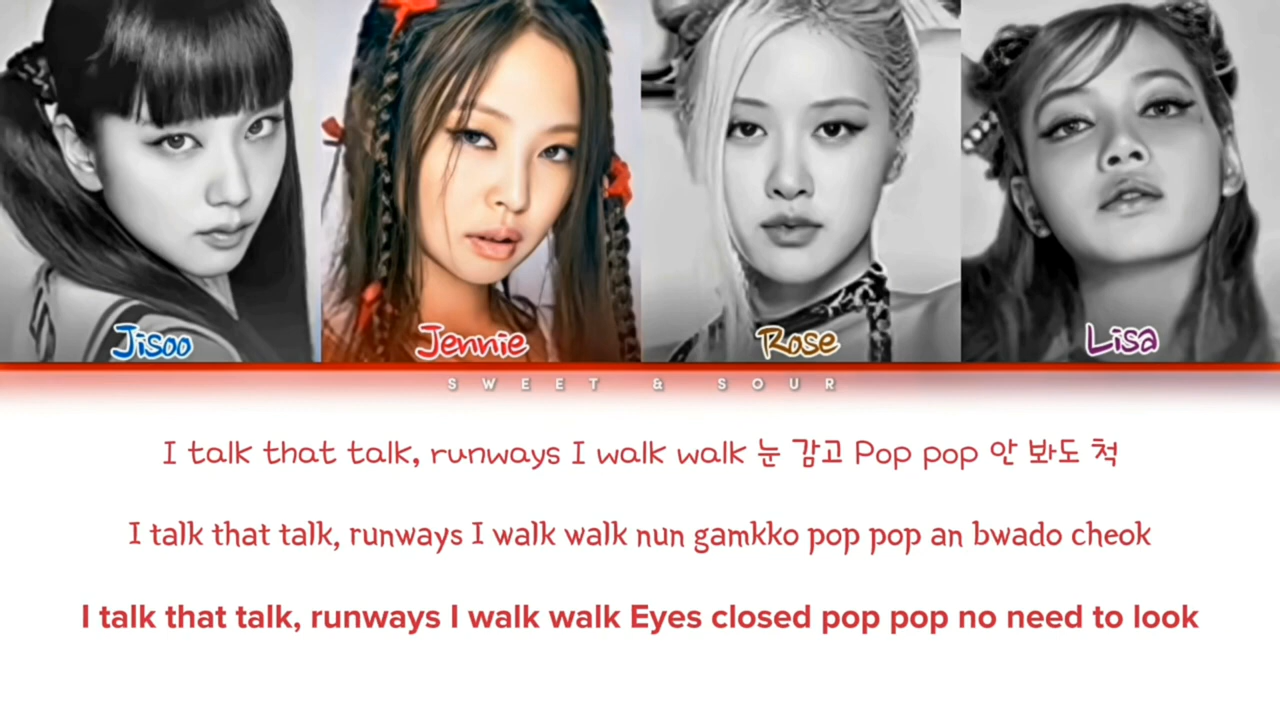 Jisoo Jennie Rose Lisa
SWEET & SOUR
I talk that talk, runways I walk walk 눈 감고 Pop pop 안 봐도 척
I talk that talk, runways I walk walk nun gamkko pop pop an bwado cheok
I talk that talk, runways I walk walk Eyes closed pop pop no need to look